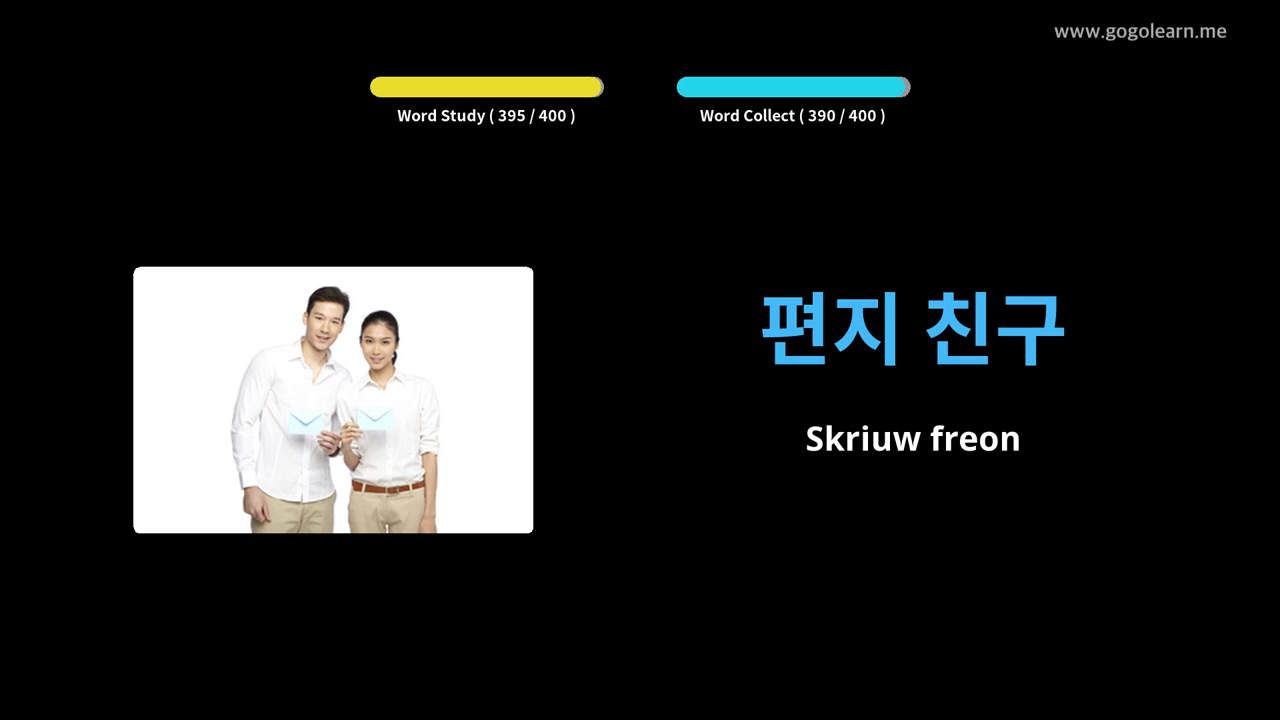 www.gogolearn.me
Word Study ( 395 / 400 )
Word Collect ( 390 / 400 )
편지 친구
Skriuw freon